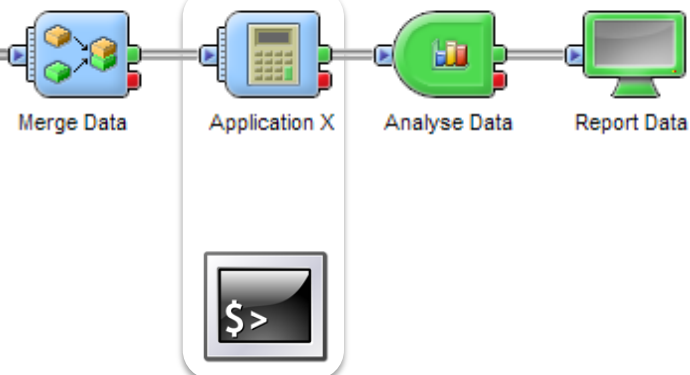 Merge Data
Application X
Analyse Data
Report Data
$>